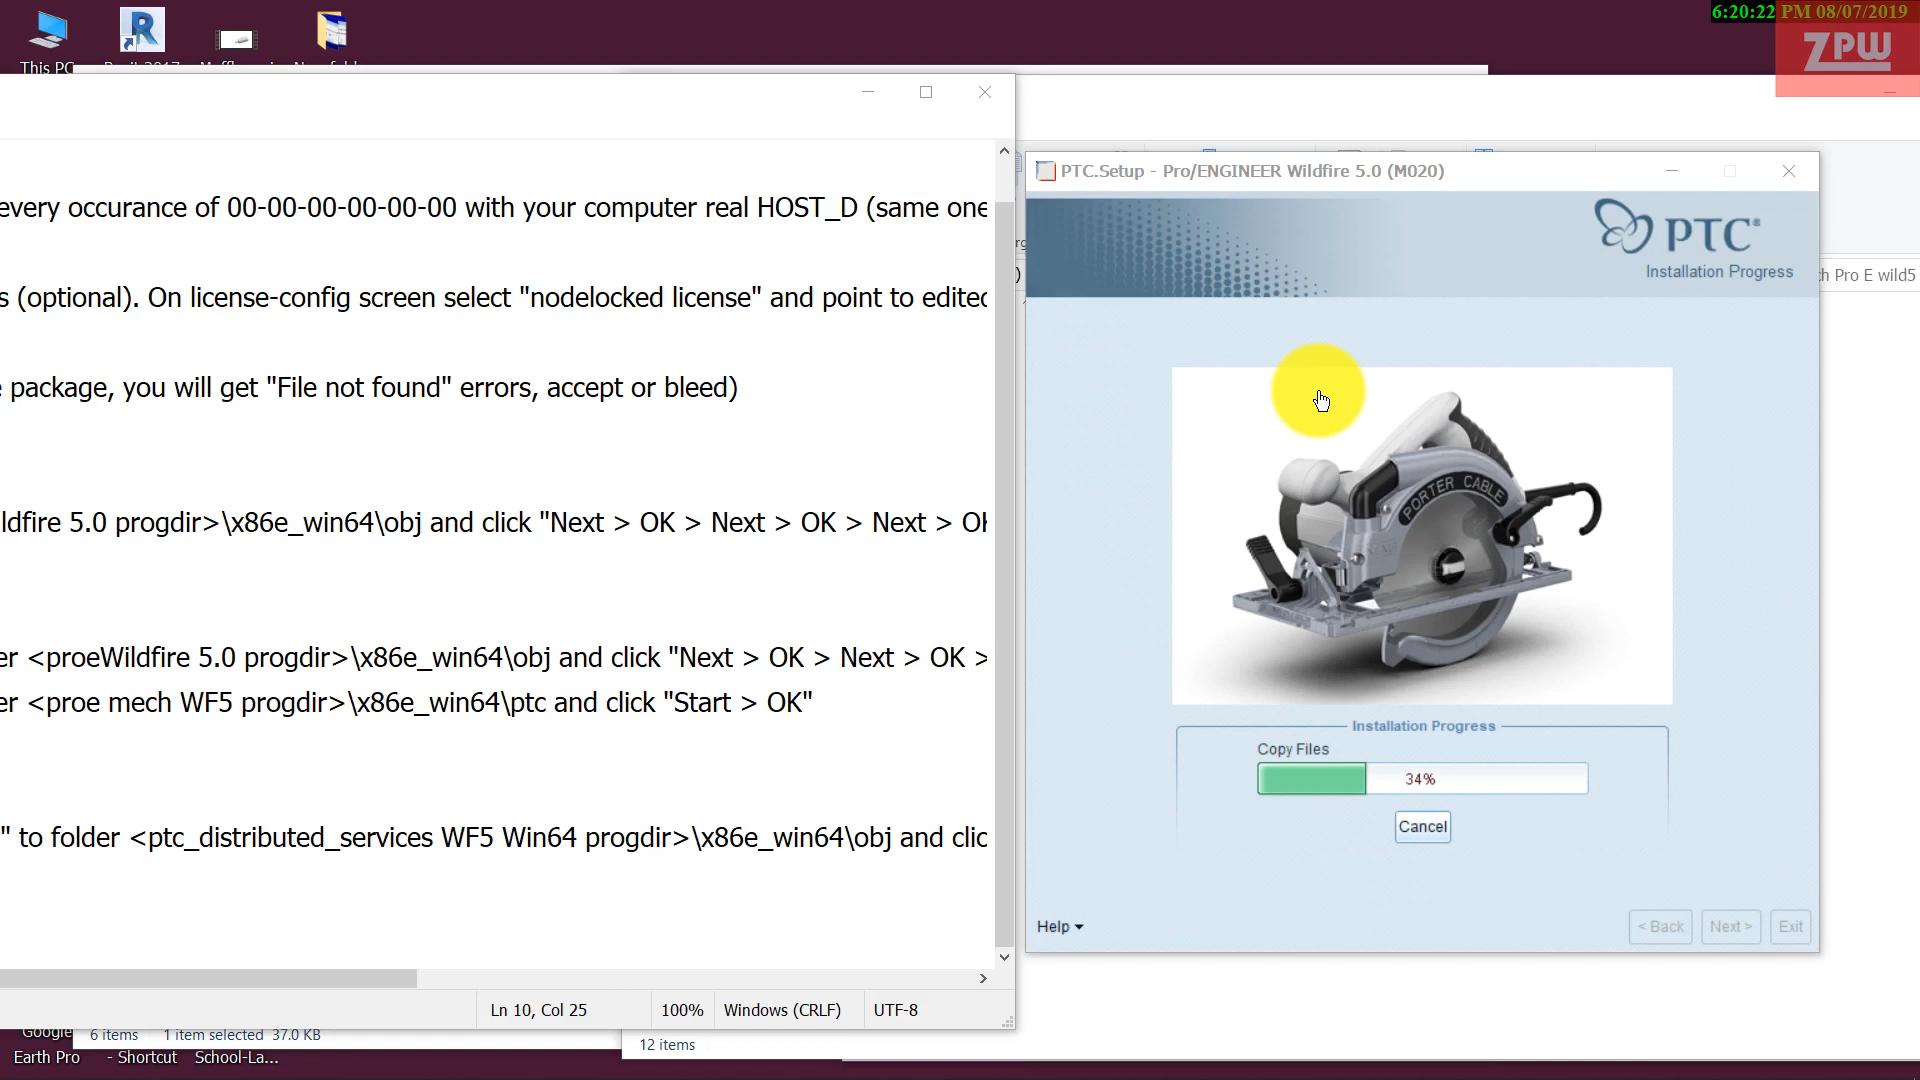 6:20:22 PM 08/07/2019
ZPW
This PC
PTC.Setup - Pro/ENGINEER Wildfire 5.0 (M020)
PTC®
Installation Progress
every occurance of 00-00-00-00-00-00 with your computer real HOST_D (same one
s (optional). On license-config screen select "nodelocked license" and point to edited
package, you will get "File not found" errors, accept or bleed)
ldfire 5.0 progdir>\x86e_win64\obj and click "Next > OK > Next > OK > Next > OK
er <proeWildfire 5.0 progdir>\x86e_win64\obj and click "Next > OK > Next > OK >
er <proe mech WF5 progdir>\x86e_win64\ptc and click "Start > OK"
" to folder <ptc_distributed_services WF5 Win64 progdir>\x86e_win64\obj and clic
ch Pro E wild5
PORTER CABLE
Installation Progress
Copy Files
34%
Cancel
Help
< Back
Next >
Exit
Ln 10, Col 25
100%
Windows (CRLF)
UTF-8
Google
Earth Pro
- Shortcut
School-La...
6 items
1 item selected 37.0 KB
12 items